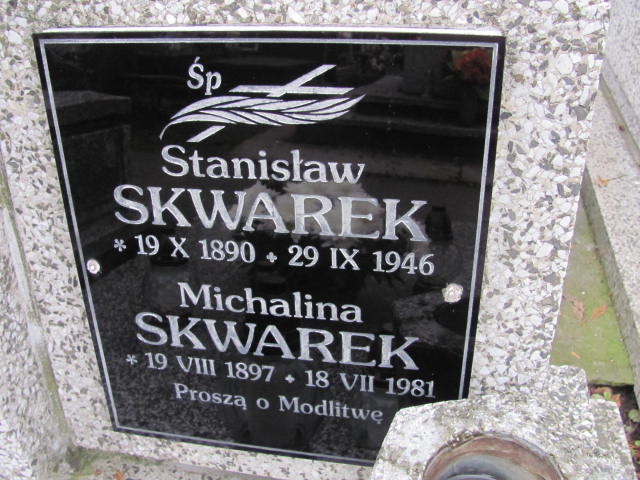 Śp
Stanisław
SKWAREK
* 19 X 1890 + 29 IX 1946
Michalina
SKWAREK
* 19 VIII 1897 + 18 VII 1981
Proszą o Modlitwę